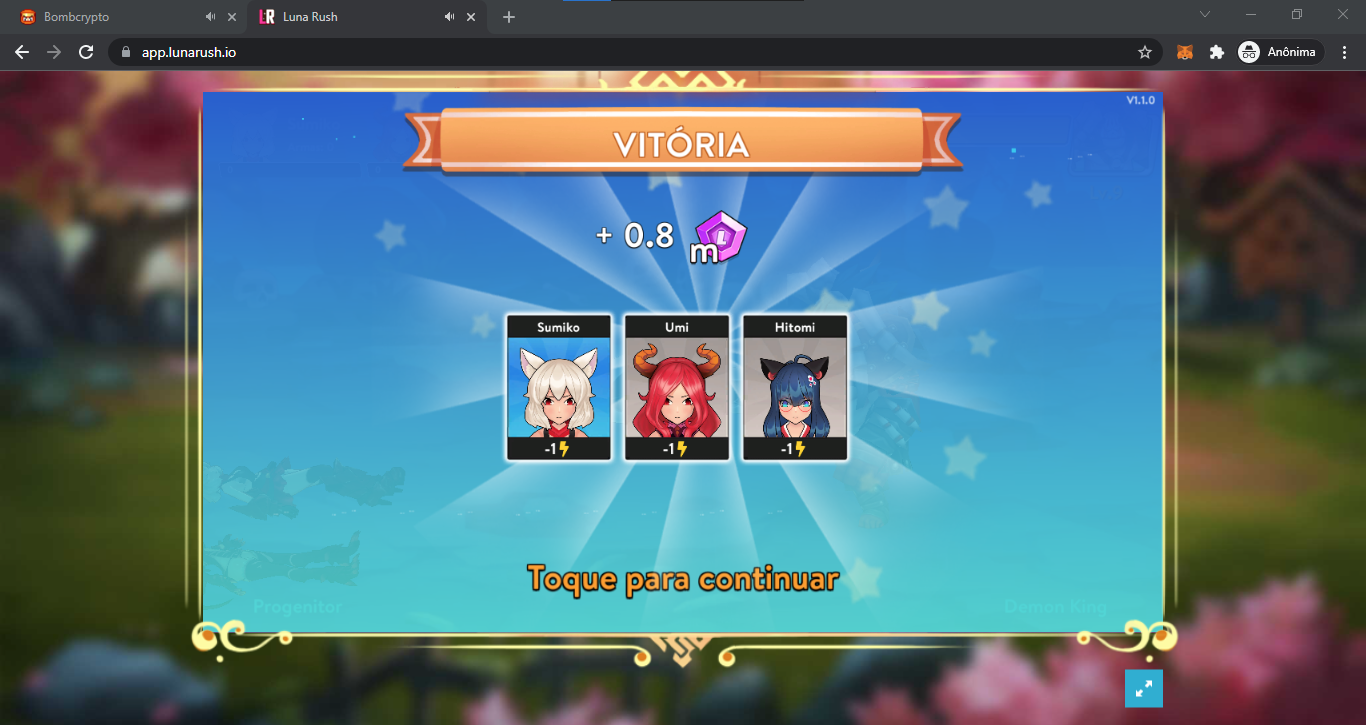 Bombcrypto
Luna Rush
app.lunarush.io
Anônima
V1.1.0
VITÓRIA
+ 0.8 m
L
Sumiko
Umi
Hitomi
-1
-1
-1
Toque para continuar
Progenitor
Demon King